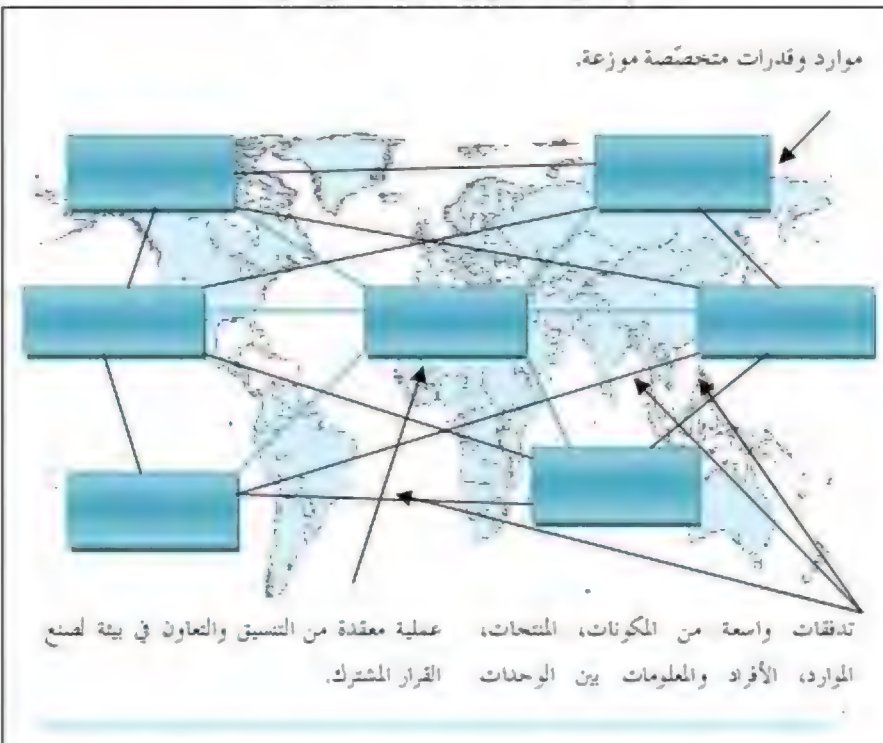 موارد وقدرات متخصّصة موزعة.
تدفقات واسعة من المكونات، المنتجات،
الموارد، الأفراد والمعلومات بين الوحدات
عملية معقدة من التنسيق والتعاون في بيئة لصنع
القرار المشترك.